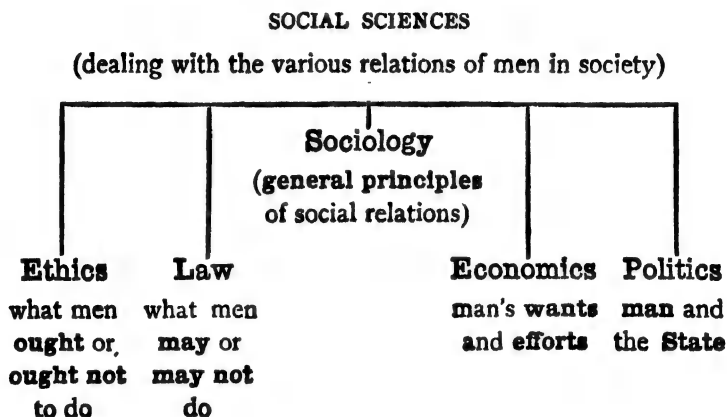 SOCIAL SCIENCES
(dealing with the various relations of men in society)
Sociology
(general principles
of social relations)
Ethics
what men
ought or,
ought not
to do
Law
what men
may or
may not
do
Economics
man's wants
and efforts
Politics
man and
the State